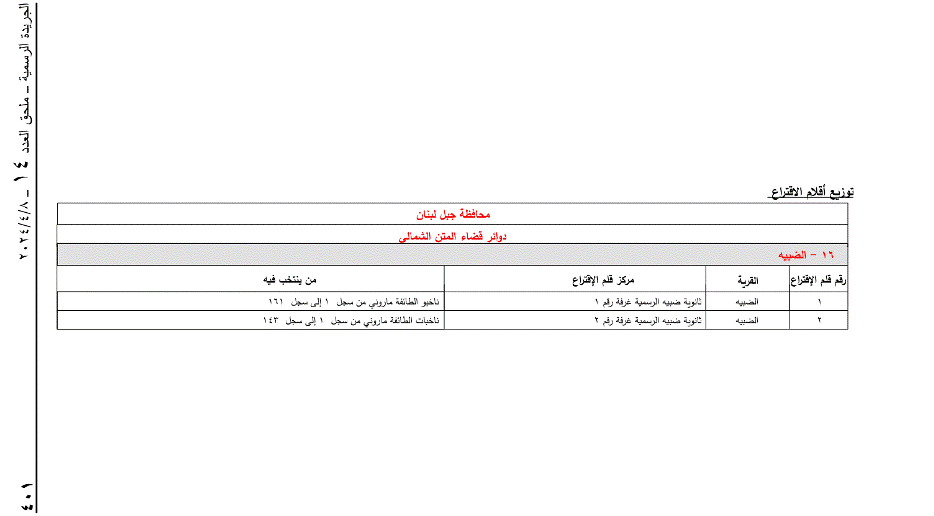 الجريدة الرسمية – ملحق العدد ١٤ – ٢٠٢٤/٤/٨
توزيع أقلام الاقتراع
محافظة جبل لبنان
دوائر قضاء المتن الشمالي
١٦ - الضبيه
رقم قلم الإقتراع القرية مركز قلم الإقتراع من ينتخب فيه
١ الضبيه ثانوية ضبيه الرسمية غرفة رقم ١ ناخبو الطائفة ماروني من سجل ١ إلى سجل ١٦١
٢ الضبيه ثانوية ضبيه الرسمية غرفة رقم ٢ ناخبات الطائفة ماروني من سجل ١ إلى سجل ١٤٣
٤٠١